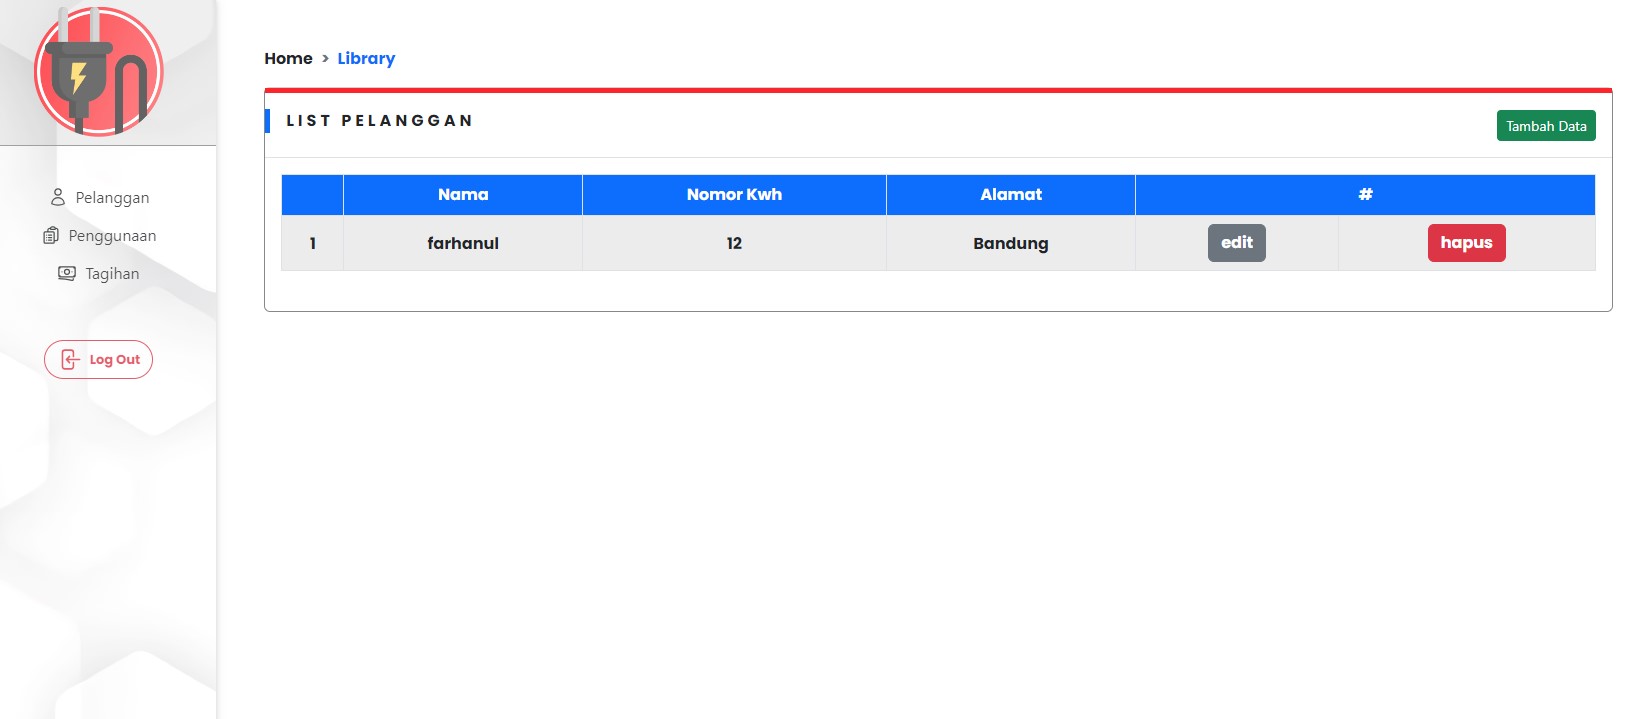 Home > Library
LIST PELANGGAN
Tambah Data
Pelanggan
Penggunaan
Tagihan
Log Out
Nama Nomor Kwh Alamat #
1 farhanul 12 Bandung edit hapus